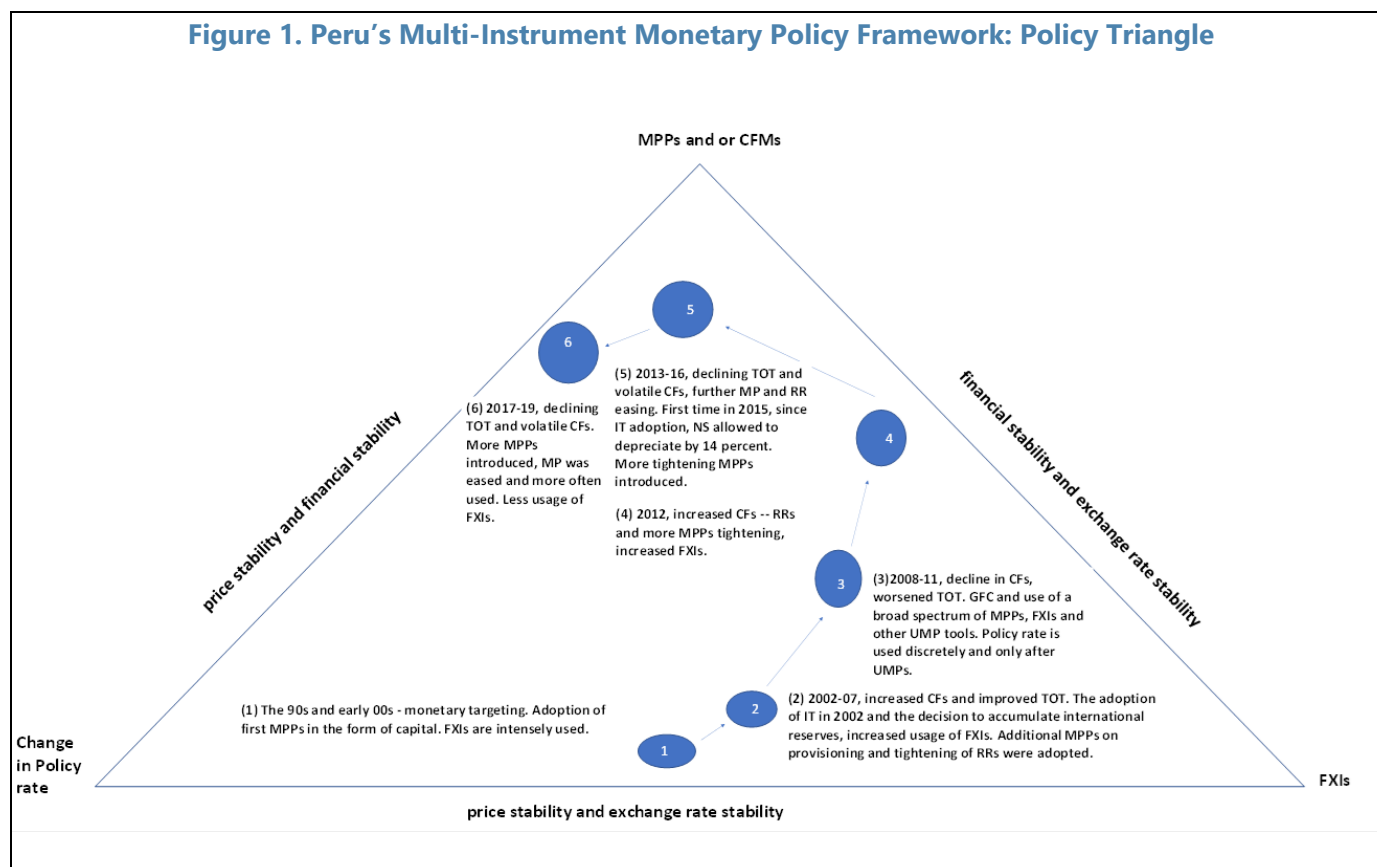 Figure 1. Peru's Multi-Instrument Monetary Policy Framework: Policy Triangle
MPPs and or CFMs
5
6
4
(5) 2013-16, declining TOT and
volatile CFs, further MP and RR
easing. First time in 2015, since
IT adoption, NS allowed to
depreciate by 14 percent.
More tightening MPPs
introduced.
(6) 2017-19, declining
TOT and volatile CFs.
More MPPs
introduced, MP was
eased and more often
used. Less usage of
FXIs.
(4) 2012, increased CFs -- RRs
and more MPPs tightening,
increased FXIs.
price stability and financial stability
financial stability and exchange rate stability
3
(3)2008-11, decline in CFs,
worsened TOT. GFC and use of a
broad spectrum of MPPs, FXIs and
other UMP tools. Policy rate is
used discretely and only after
UMPs.
2
(2) 2002-07, increased CFs and improved TOT. The adoption
of IT in 2002 and the decision to accumulate international
reserves, increased usage of FXIs. Additional MPPs on
provisioning and tightening of RRs were adopted.
(1) The 90s and early 00s - monetary targeting. Adoption of
first MPPs in the form of capital. FXIs are intensely used.
1
Change
in Policy
rate
FXIs
price stability and exchange rate stability